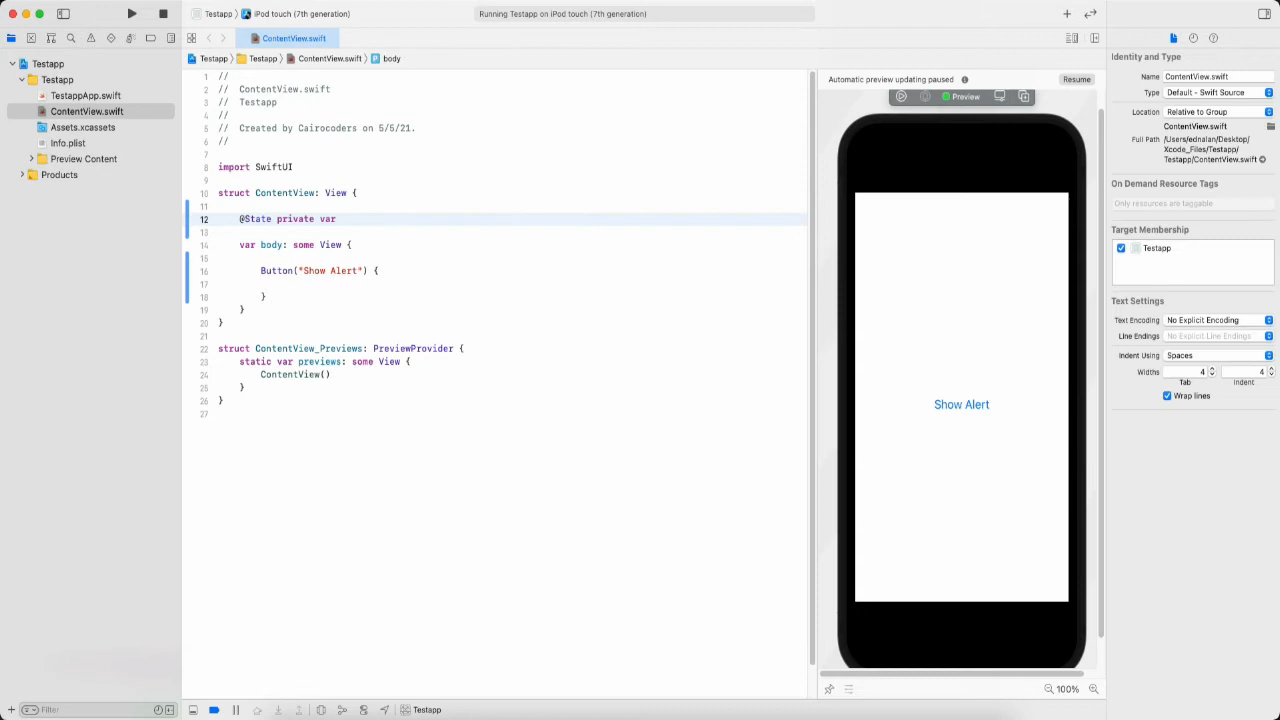 Testapp 〉 iPod touch (7th generation)
Running Testapp on iPod touch (7th generation)
ContentView.swift
Testapp 〉 Testapp 〉 ContentView.swift 〉 body
Testapp
Testapp
TestappApp.swift
ContentView.swift
Assets.xcassets
Info.plist
Preview Content
Products
Filter
1 //
2 // ContentView.swift
3 // Testapp
4 //
5 // Created by Cairocoders on 5/5/21.
6 //
7
8 import SwiftUI
9
10 struct ContentView: View {
11
12 @State private var
13
14 var body: some View {
15
16 Button("Show Alert") {
17
18 }
19 }
20 }
21
22 struct ContentView_Previews: PreviewProvider {
23 static var previews: some View {
24 ContentView()
25 }
26 }
27
Testapp
Automatic preview updating paused
Resume
Preview
Show Alert
100%
Identity and Type
Name ContentView.swift
Type Default - Swift Source
Location Relative to Group
ContentView.swift
Full Path /Users/ednalan/Desktop/
Xcode_Files/Testapp/
Testapp/ContentView.swift
On Demand Resource Tags
Only resources are taggable
Target Membership
Testapp
Text Settings
Text Encoding No Explicit Encoding
Line Endings No Explicit Line Endings
Indent Using Spaces
Widths 4 4
Tab Indent
Wrap lines